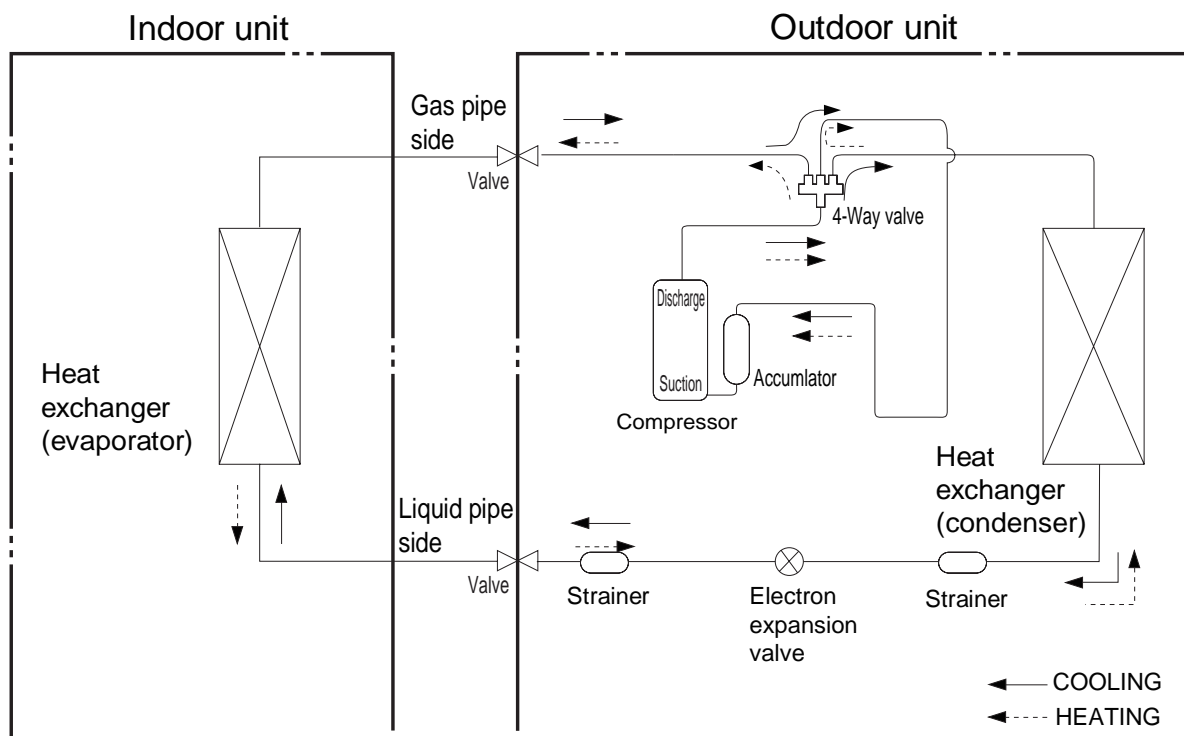 Indoor unit
Outdoor unit
Gas pipe
side
Valve
4-Way valve
Discharge
Suction
Compressor
Accumlator
Heat
exchanger
(evaporator)
Heat
exchanger
(condenser)
Liquid pipe
side
Valve
Strainer
Electron
expansion
valve
Strainer
COOLING
HEATING